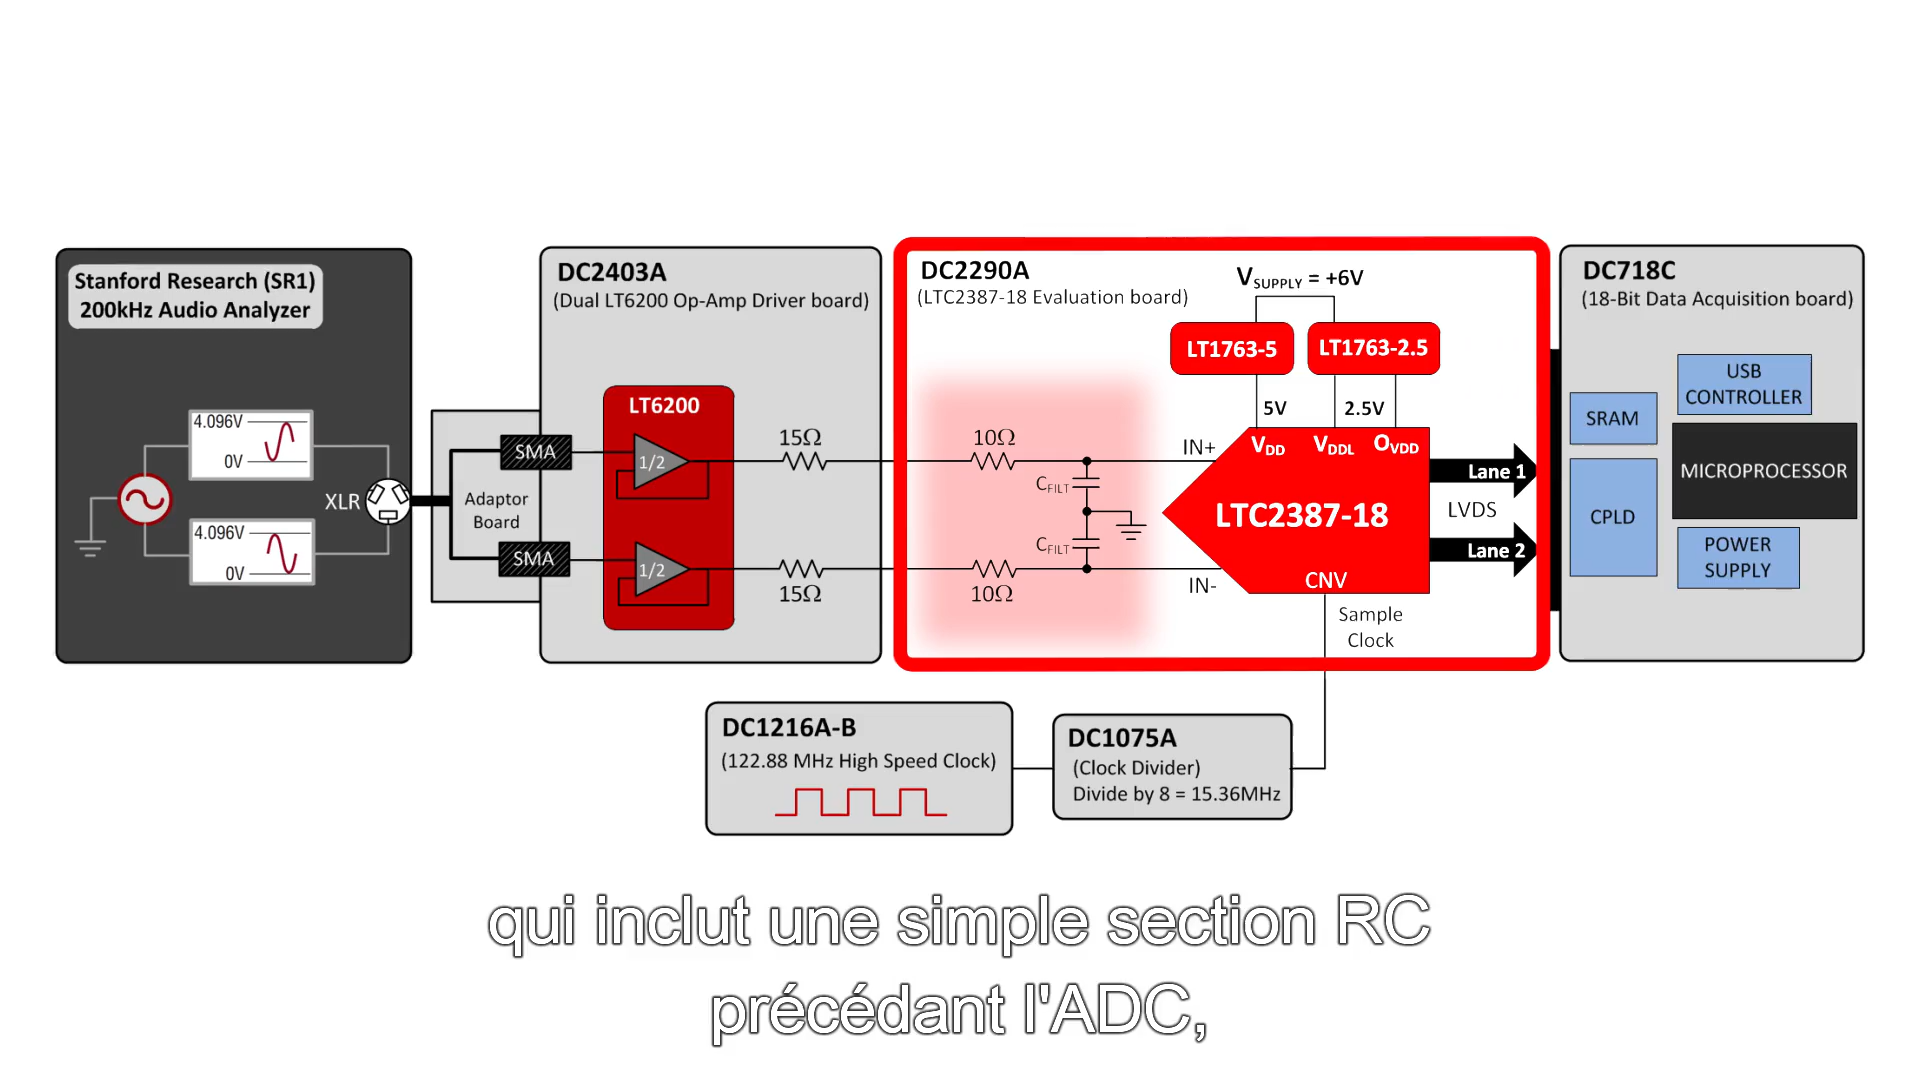 Stanford Research (SR1)
200kHz Audio Analyzer
4.096V
0V
4.096V
0V
XLR
Adaptor
Board
SMA
SMA
DC2403A
(Dual LT6200 Op-Amp Driver board)
LT6200
1/2
1/2
15Ω
15Ω
DC2290A
(LTC2387-18 Evaluation board)
VSUPPLY = +6V
LT1763-5
LT1763-2.5
5V
2.5V
10Ω
CFILT
CFILT
10Ω
IN+
IN-
VDD
VDDL
OVDD
LTC2387-18
CNV
Sample
Clock
Lane 1
LVDS
Lane 2
DC718C
(18-Bit Data Acquisition board)
USB
CONTROLLER
SRAM
MICROPROCESSOR
CPLD
POWER
SUPPLY
DC1216A-B
(122.88 MHz High Speed Clock)
DC1075A
(Clock Divider)
Divide by 8 = 15.36MHz
qui inclut une simple section RC
précédant l'ADC,